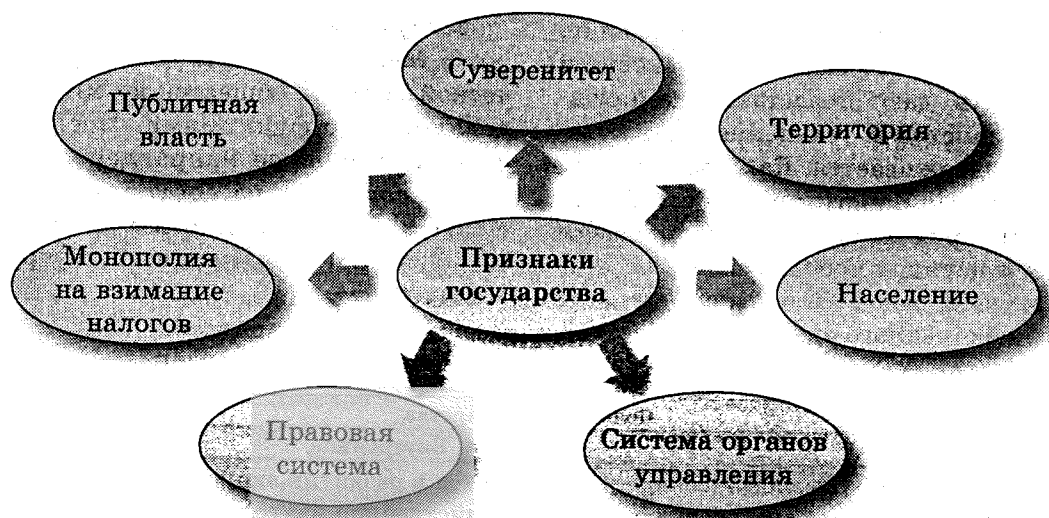 Суверенитет
Публичная
власть
Территория
Признаки
государства
Монополия
на взимание
налогов
Население
Правовая
система
Система органов
управления